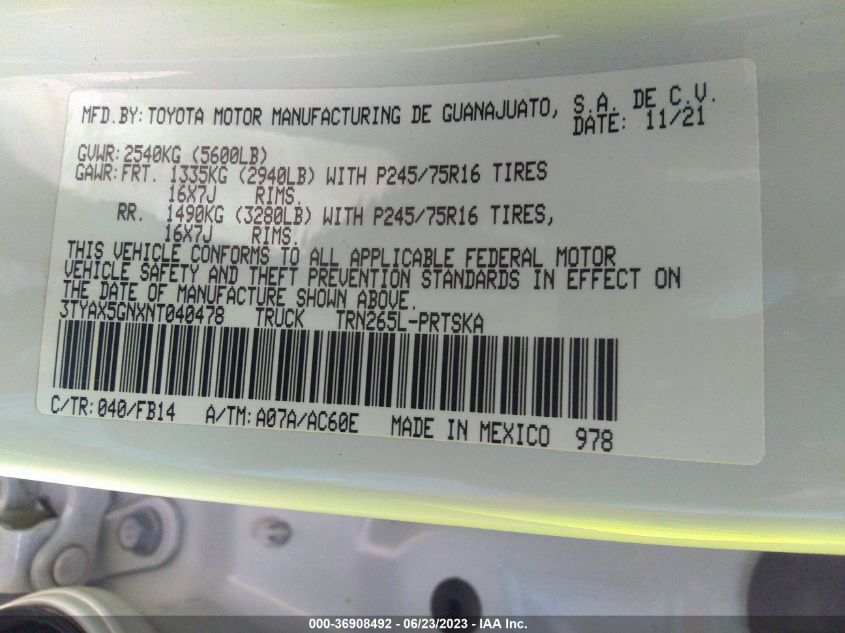 MFD.BY: TOYOTA MOTOR MANUFACTURING DE GUANAJUATO, S.A. DE C.V.
DATE: 11/21
GVWR: 2540KG (5600LB)
GAWR: FRT. 1335KG (2940LB) WITH P245/75R16 TIRES
16X7J RIMS.
RR. 1490KG (3280LB) WITH P245/75R16 TIRES,
16X7J RIMS.
THIS VEHICLE CONFORMS TO ALL APPLICABLE FEDERAL MOTOR
VEHICLE SAFETY AND THEFT PREVENTION STANDARDS IN EFFECT ON
THE DATE OF MANUFACTURE SHOWN ABOVE.
3TYAX5GNXNT040478 TRUCK TRN265L-PRTSKA
C/TR: 040/FB14 A/TM: A07A/AC60E MADE IN MEXICO 978
000-36908492 - 06/23/2023 - IAA Inc.